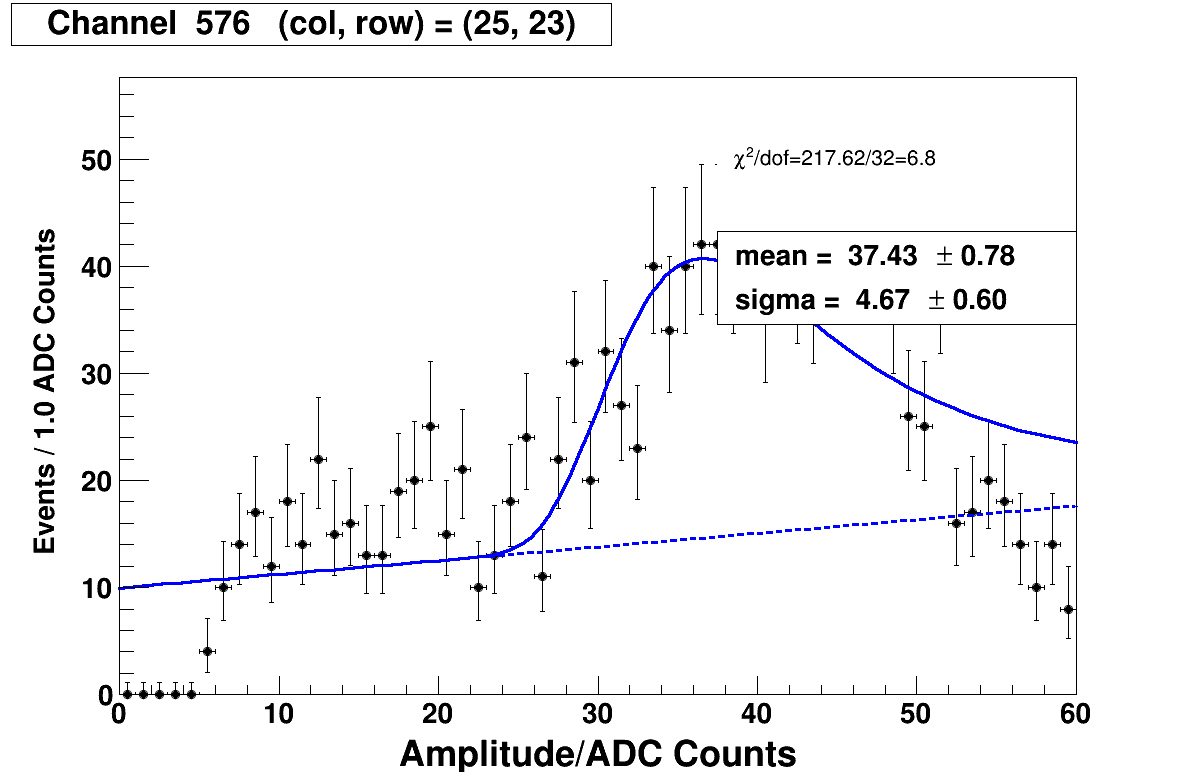 Channel 576 (col, row) = (25, 23)
χ²/dof=217.62/32=6.8
mean = 37.43 ± 0.78
sigma = 4.67 ± 0.60
Events / 1.0 ADC Counts
50
40
30
20
10
0
0 10 20 30 40 50 60
Amplitude/ADC Counts